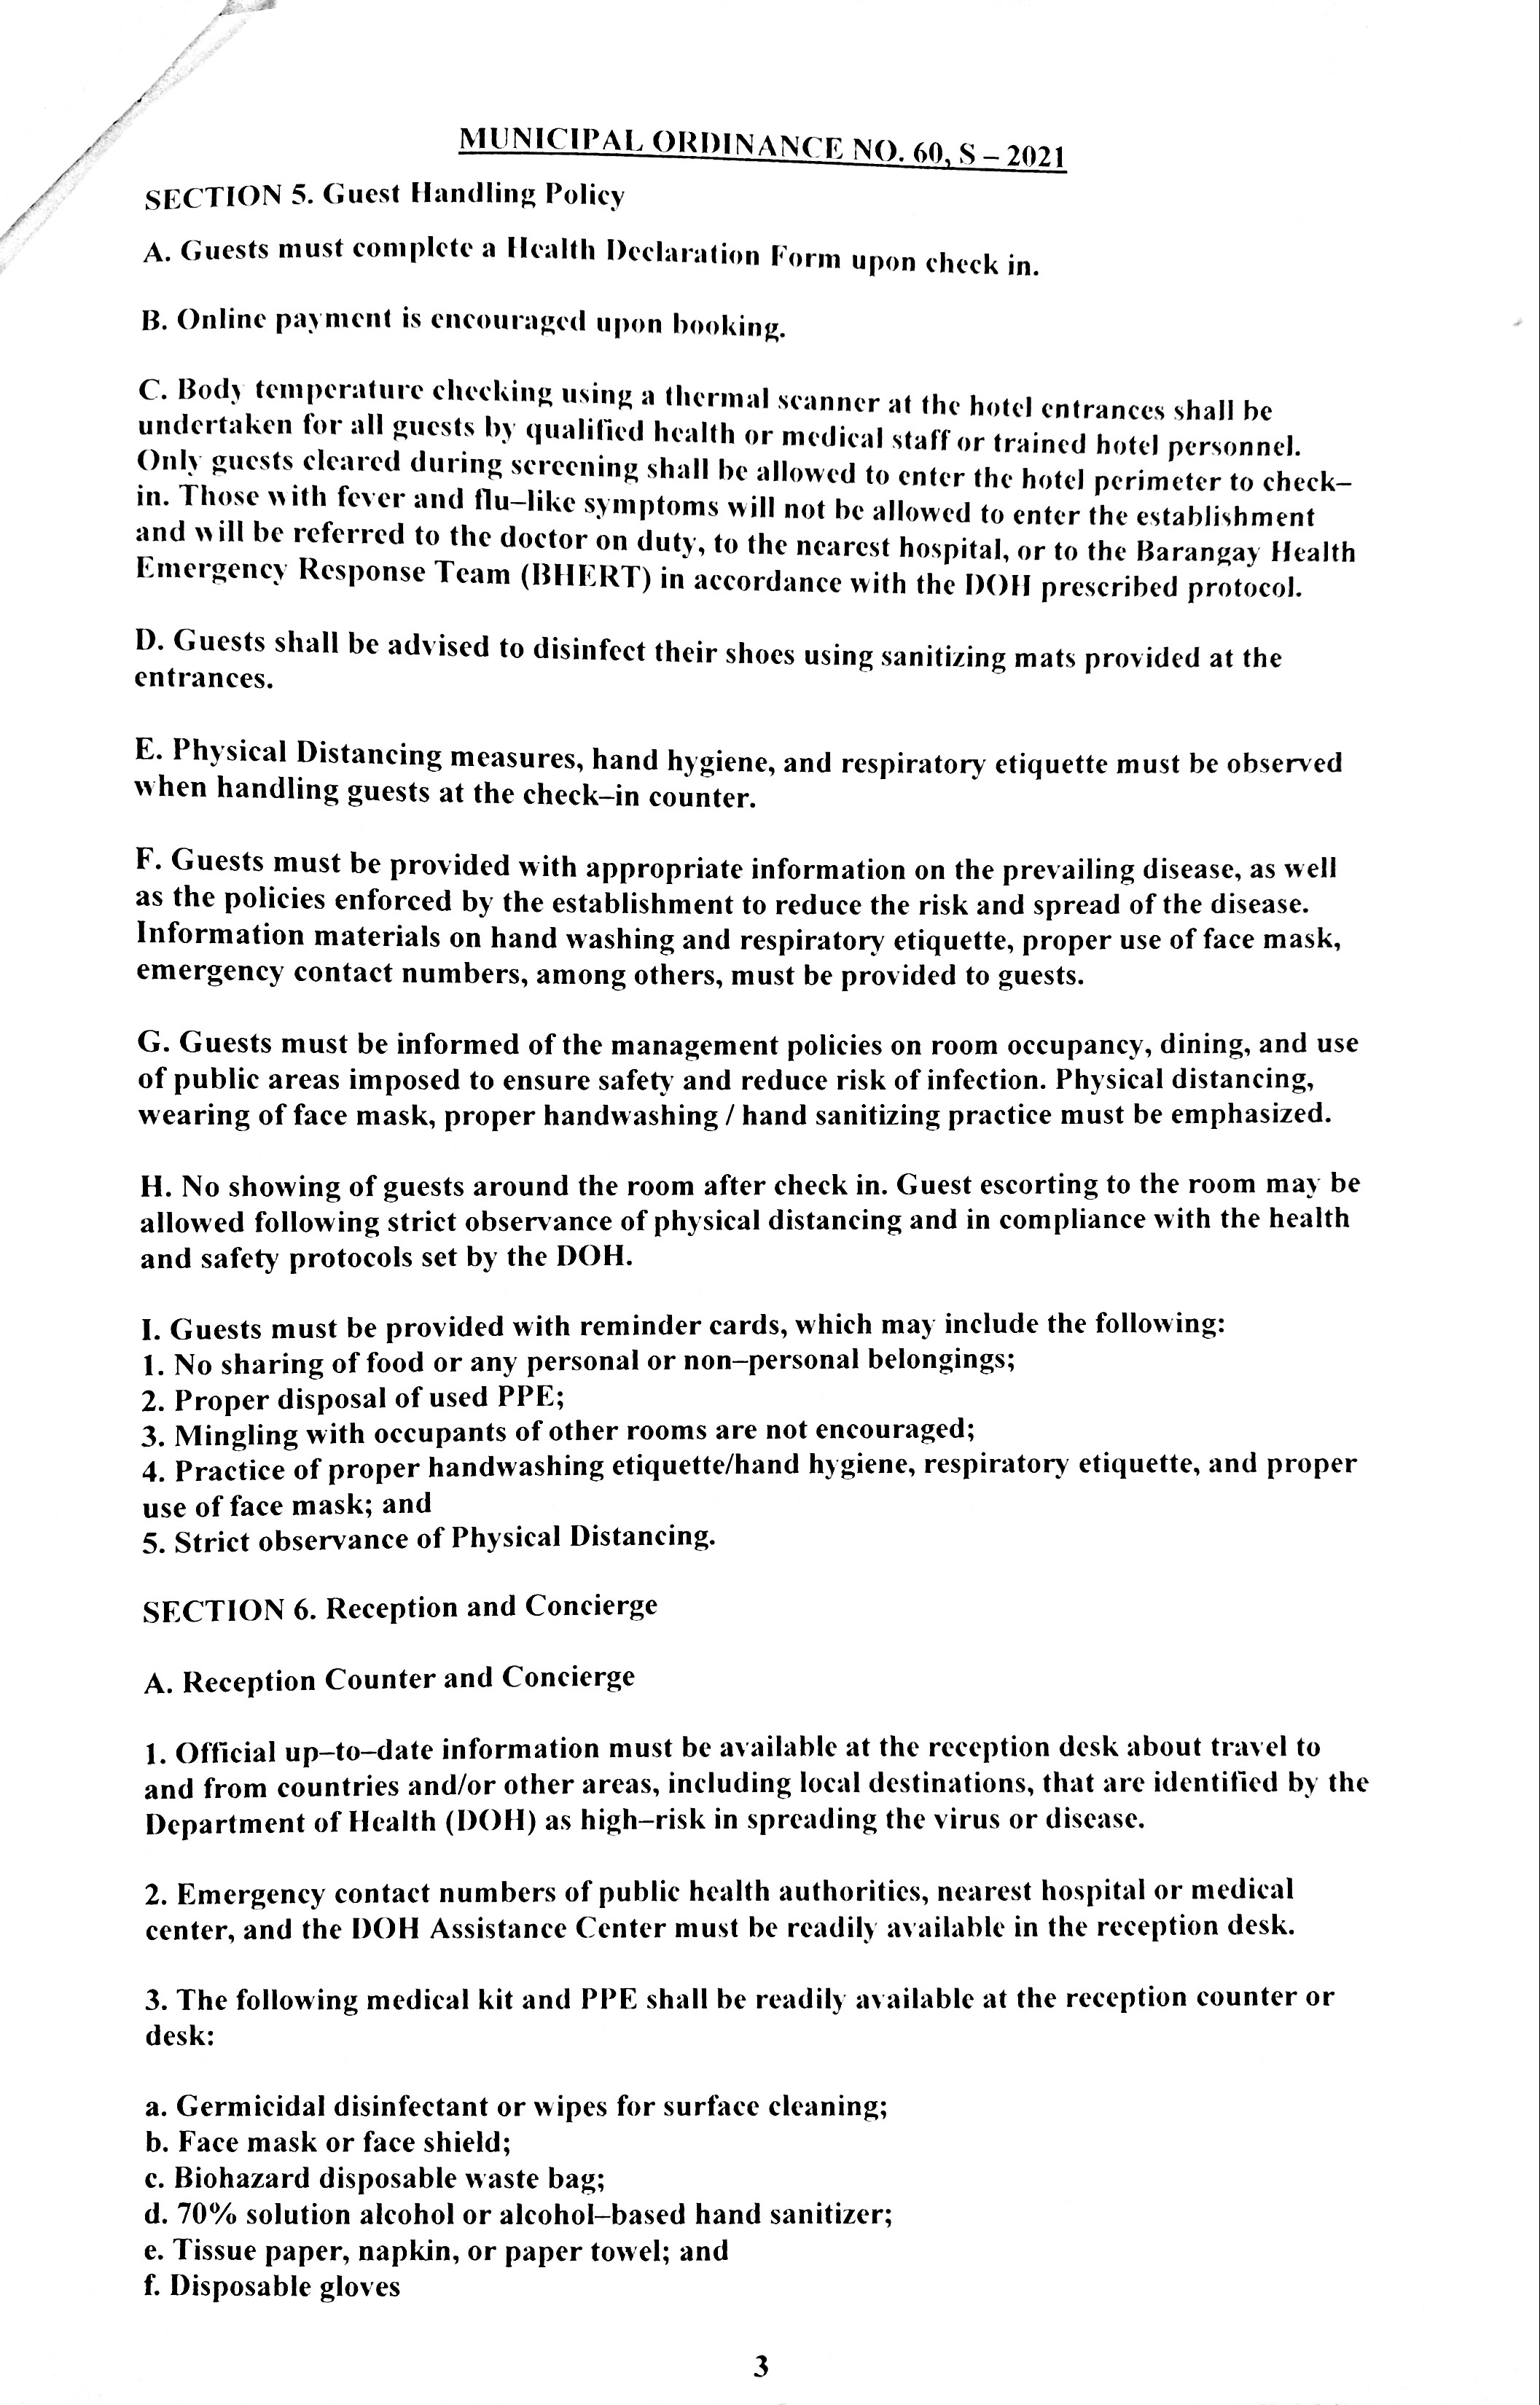 MUNICIPAL ORDINANCE NO. 60, S – 2021
SECTION 5. Guest Handling Policy
A. Guests must complete a Health Declaration Form upon check in.
B. Online payment is encouraged upon booking.
C. Body temperature checking using a thermal scanner at the hotel entrances shall be
undertaken for all guests by qualified health or medical staff or trained hotel personnel.
Only guests cleared during screening shall be allowed to enter the hotel perimeter to check–
in. Those with fever and flu–like symptoms will not be allowed to enter the establishment
and will be referred to the doctor on duty, to the nearest hospital, or to the Barangay Health
Emergency Response Team (BHERT) in accordance with the DOH prescribed protocol.
D. Guests shall be advised to disinfect their shoes using sanitizing mats provided at the
entrances.
E. Physical Distancing measures, hand hygiene, and respiratory etiquette must be observed
when handling guests at the check–in counter.
F. Guests must be provided with appropriate information on the prevailing disease, as well
as the policies enforced by the establishment to reduce the risk and spread of the disease.
Information materials on hand washing and respiratory etiquette, proper use of face mask,
emergency contact numbers, among others, must be provided to guests.
G. Guests must be informed of the management policies on room occupancy, dining, and use
of public areas imposed to ensure safety and reduce risk of infection. Physical distancing,
wearing of face mask, proper handwashing / hand sanitizing practice must be emphasized.
H. No showing of guests around the room after check in. Guest escorting to the room may be
allowed following strict observance of physical distancing and in compliance with the health
and safety protocols set by the DOH.
I. Guests must be provided with reminder cards, which may include the following:
1. No sharing of food or any personal or non–personal belongings;
2. Proper disposal of used PPE;
3. Mingling with occupants of other rooms are not encouraged;
4. Practice of proper handwashing etiquette/hand hygiene, respiratory etiquette, and proper
use of face mask; and
5. Strict observance of Physical Distancing.
SECTION 6. Reception and Concierge
A. Reception Counter and Concierge
1. Official up–to–date information must be available at the reception desk about travel to
and from countries and/or other areas, including local destinations, that are identified by the
Department of Health (DOH) as high–risk in spreading the virus or disease.
2. Emergency contact numbers of public health authorities, nearest hospital or medical
center, and the DOH Assistance Center must be readily available in the reception desk.
3. The following medical kit and PPE shall be readily available at the reception counter or
desk:
a. Germicidal disinfectant or wipes for surface cleaning;
b. Face mask or face shield;
c. Biohazard disposable waste bag;
d. 70% solution alcohol or alcohol–based hand sanitizer;
e. Tissue paper, napkin, or paper towel; and
f. Disposable gloves
3